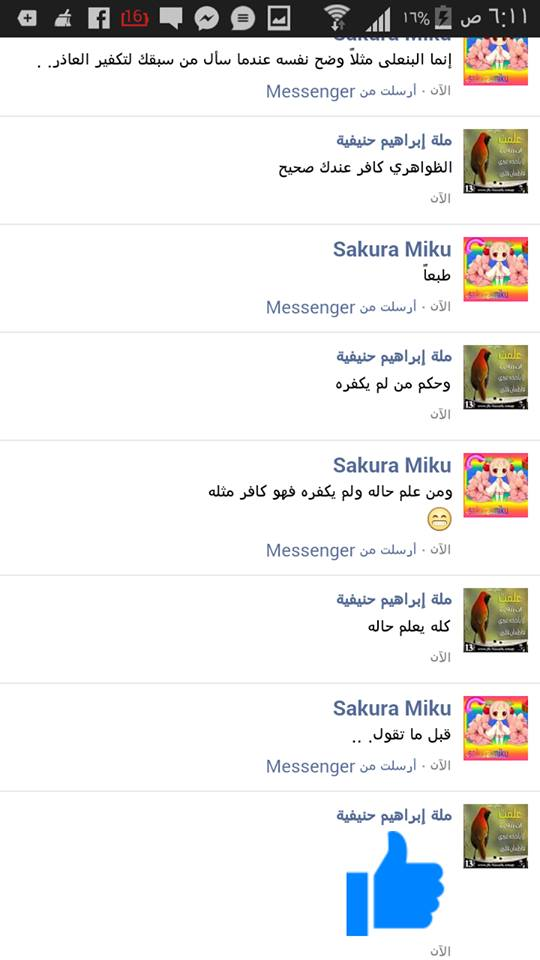 16
١٦%
٦:١١ ص
Sakura Miku
إنما البنعلى مثلاً وضح نفسه عندما سأل من سبقك لتكفير العاذر. .
الآن · أرسلت من Messenger
ملة إبراهيم حنيفية
الظواهري كافر عندك صحيح
الآن
Sakura Miku
طبعاً
الآن · أرسلت من Messenger
ملة إبراهيم حنيفية
وحكم من لم يكفره
الآن
Sakura Miku
ومن علم حاله ولم يكفره فهو كافر مثله
😁
الآن · أرسلت من Messenger
ملة إبراهيم حنيفية
كله يعلم حاله
الآن
Sakura Miku
قبل ما تقول. ..
الآن · أرسلت من Messenger
ملة إبراهيم حنيفية
الآن